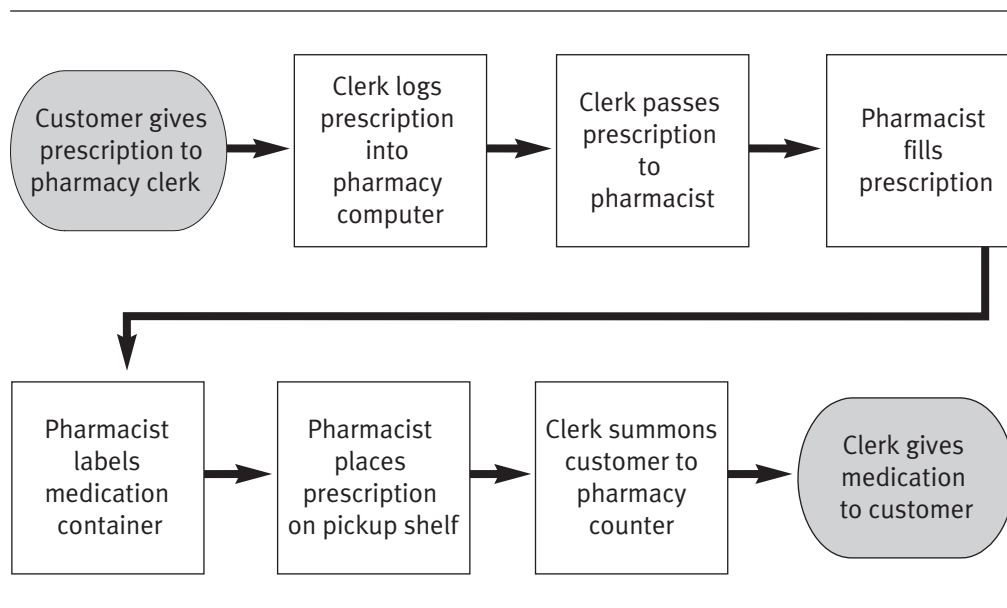 Customer gives
prescription to
pharmacy clerk
Clerk logs
prescription
into
pharmacy
computer
Clerk passes
prescription
to
pharmacist
Pharmacist
fills
prescription
Pharmacist
labels
medication
container
Pharmacist
places
prescription
on pickup shelf
Clerk summons
customer to
pharmacy
counter
Clerk gives
medication
to customer